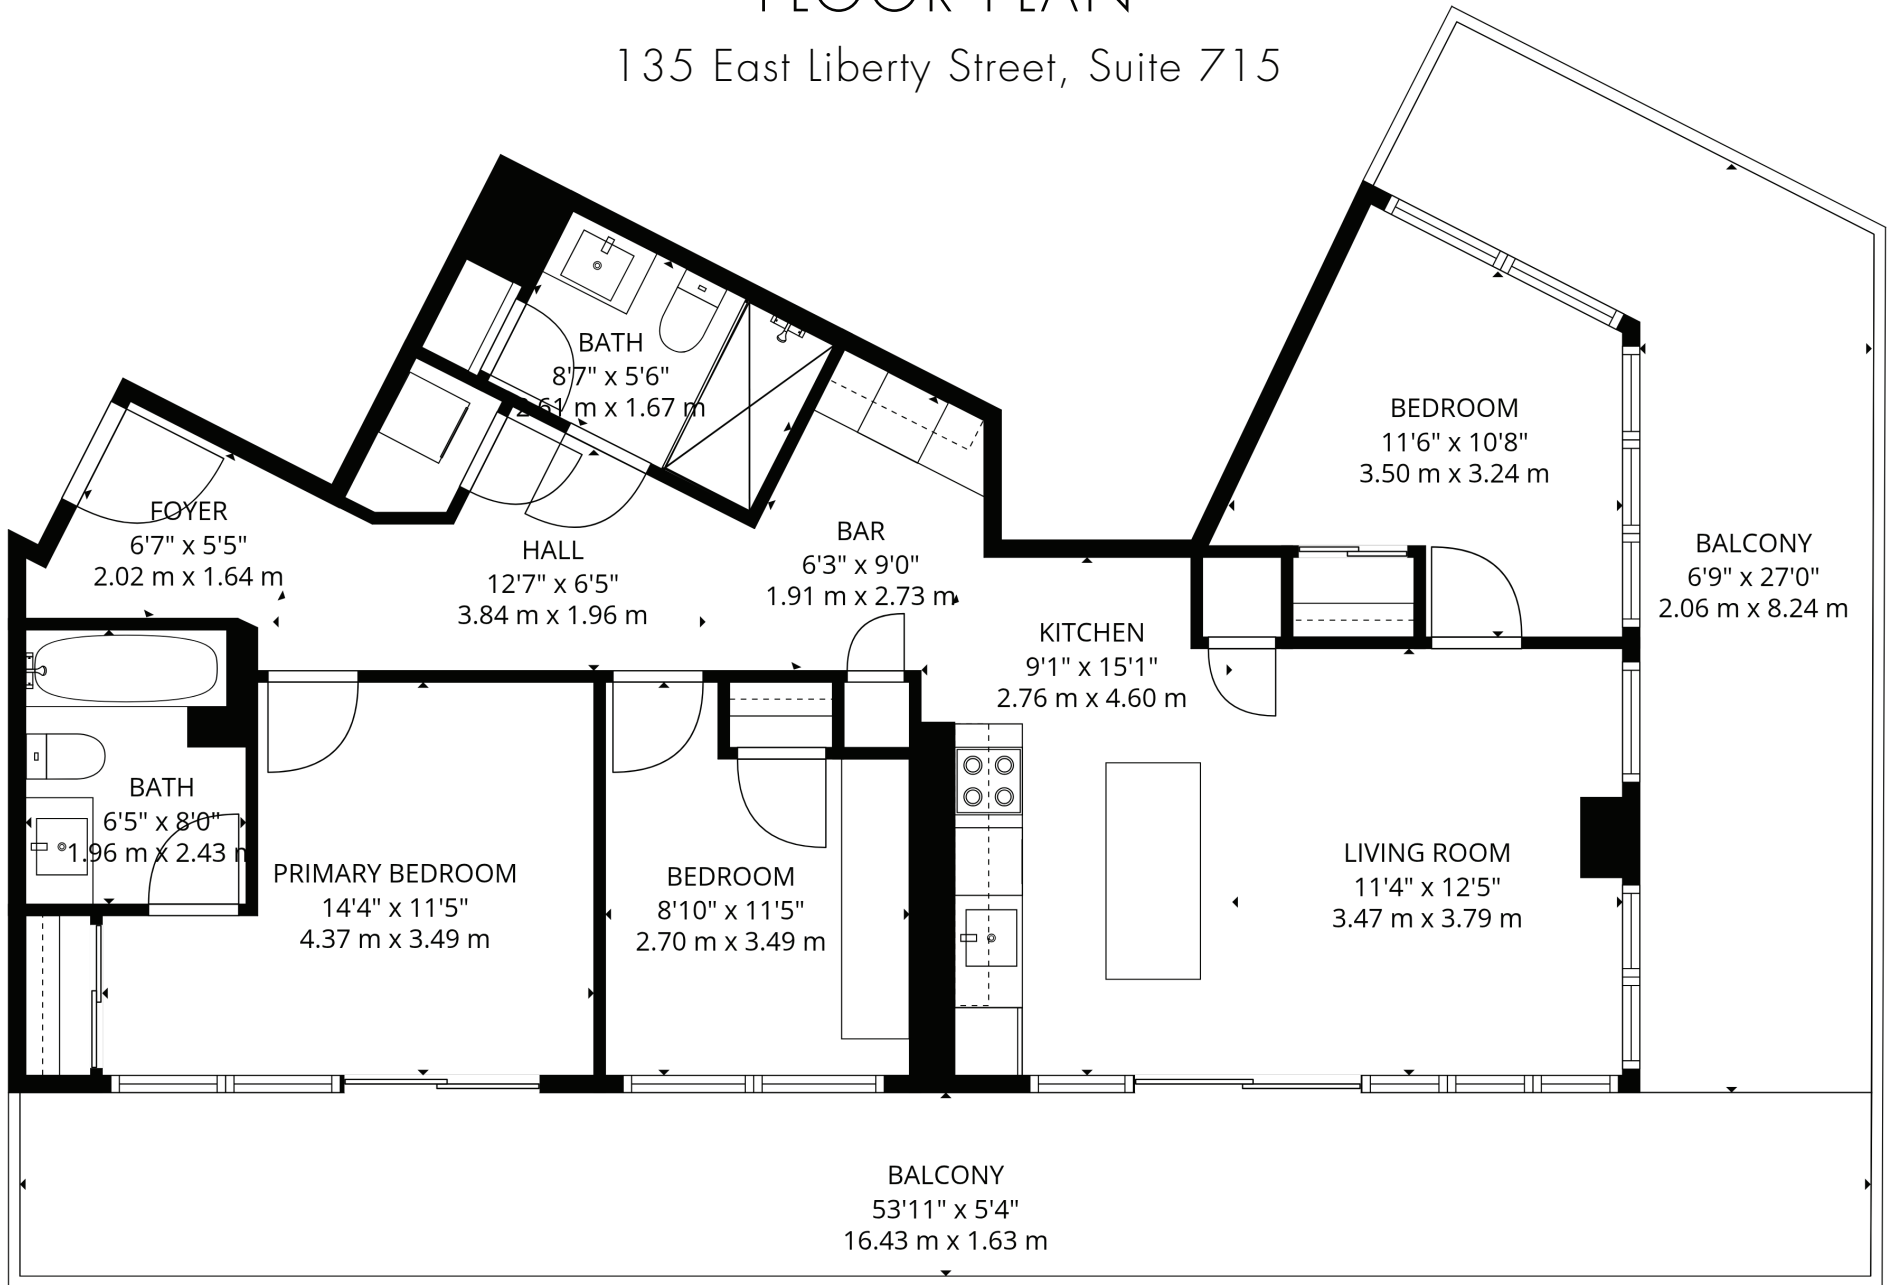 FLOOR PLAN
135 East Liberty Street, Suite 715
BATH
8'7" x 5'6"
2.61 m x 1.67 m
FOYER
6'7" x 5'5"
2.02 m x 1.64 m
HALL
12'7" x 6'5"
3.84 m x 1.96 m
BAR
6'3" x 9'0"
1.91 m x 2.73 m
BEDROOM
11'6" x 10'8"
3.50 m x 3.24 m
BALCONY
6'9" x 27'0"
2.06 m x 8.24 m
KITCHEN
9'1" x 15'1"
2.76 m x 4.60 m
BATH
6'5" x 8'0"
1.96 m x 2.43 m
PRIMARY BEDROOM
14'4" x 11'5"
4.37 m x 3.49 m
BEDROOM
8'10" x 11'5"
2.70 m x 3.49 m
LIVING ROOM
11'4" x 12'5"
3.47 m x 3.79 m
BALCONY
53'11" x 5'4"
16.43 m x 1.63 m